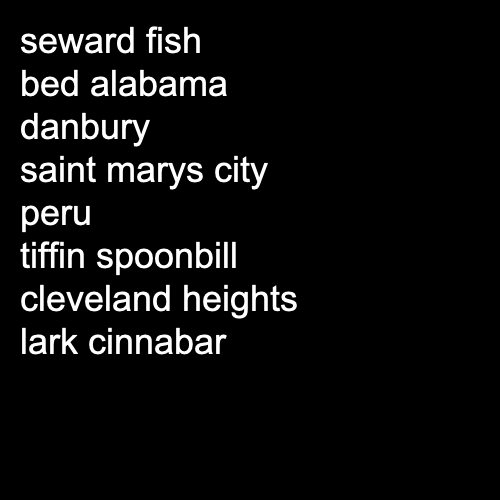 seward fish
bed alabama
danbury
saint marys city
peru
tiffin spoonbill
cleveland heights
lark cinnabar